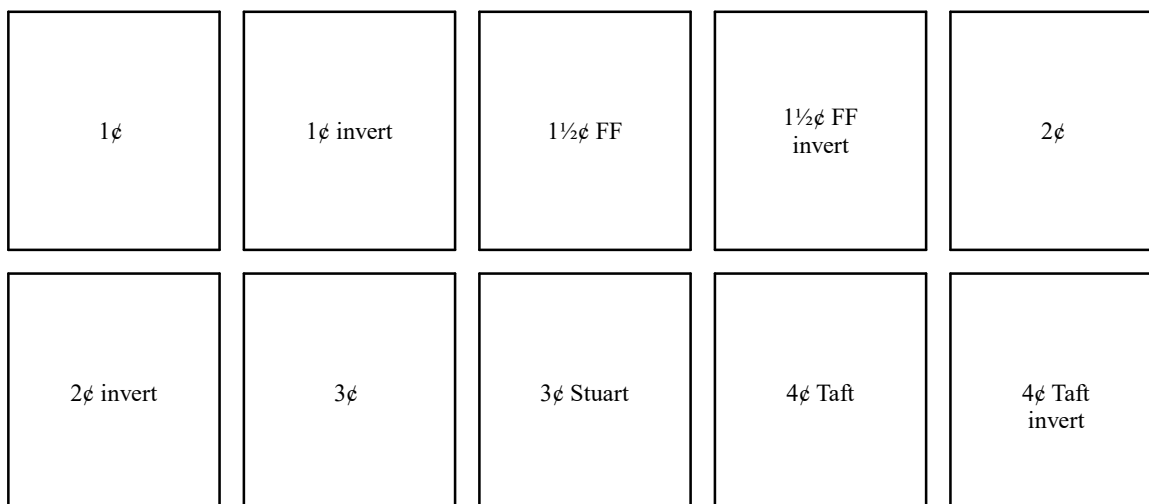 1¢
1¢ invert
1½¢ FF
1½¢ FF
invert
2¢
2¢ invert
3¢
3¢ Stuart
4¢ Taft
4¢ Taft
invert